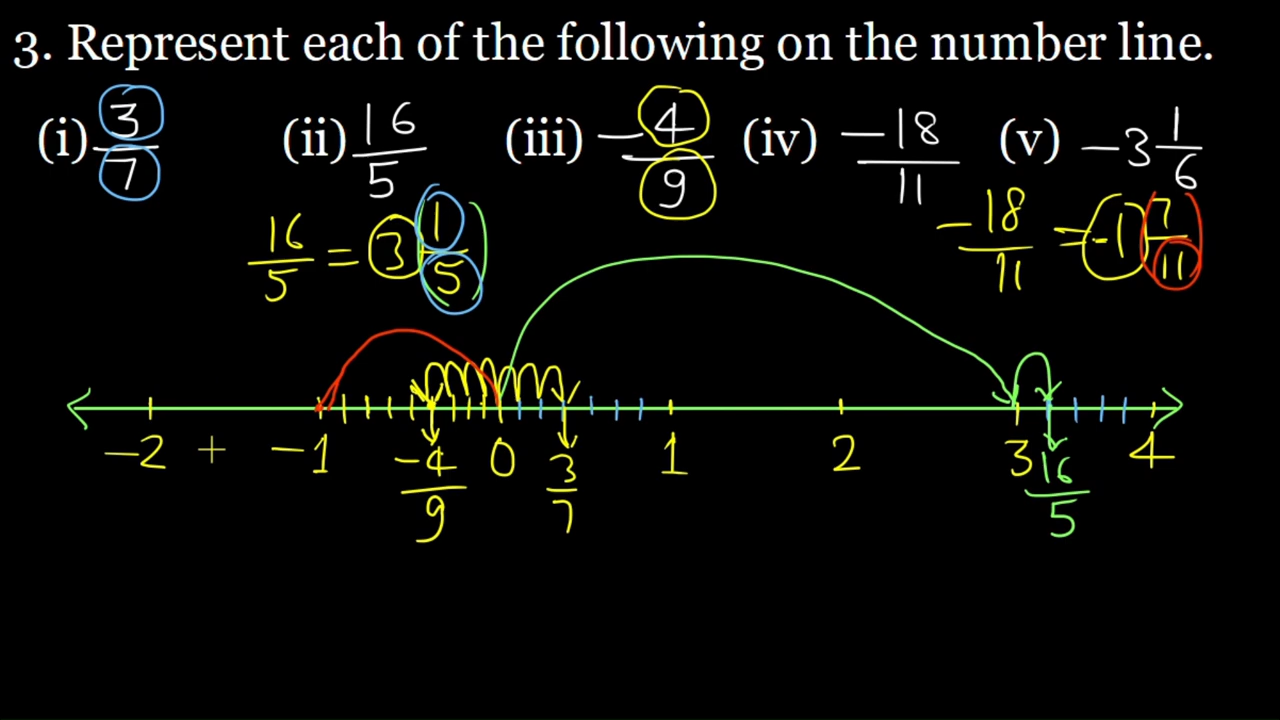 3. Represent each of the following on the number line.
(i) 3/7 (ii) 16/5 (iii) -4/9 (iv) -18/11 (v) -3 1/6
16/5 = 3 1/5 -18/11 = -1 7/11
-2 + -1 -4/9 0 3/7 1 2 3 16/5 4